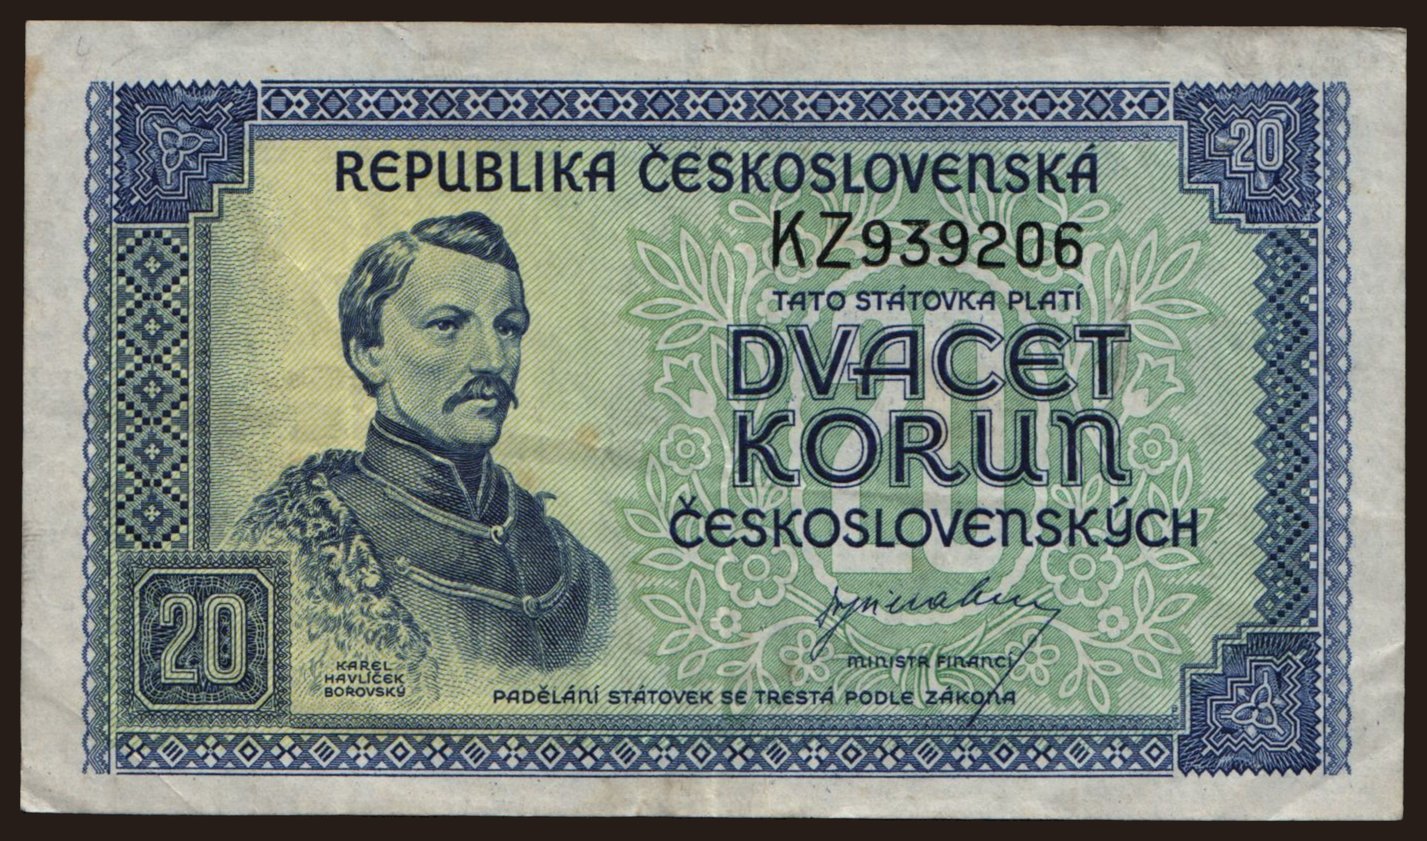 20
REPUBLIKA ČESKOSLOVENSKÁ
KZ939206
TATO STÁTOVKA PLATÍ
DVACET
KORUN
ČESKOSLOVENSKÝCH
20
20
MINISTR FINANCÍ
KAREL
HAVLÍČEK
BOROVSKÝ
PADĚLÁNÍ STÁTOVEK SE TRESTÁ PODLE ZÁKONA